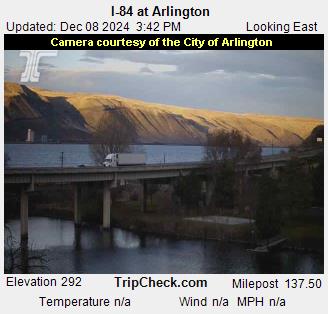 I-84 at Arlington
Updated: Dec 08 2024 3:42 PM Looking East
Camera courtesy of the City of Arlington
Elevation 292 TripCheck.com Milepost 137.50
Temperature n/a Wind n/a MPH n/a